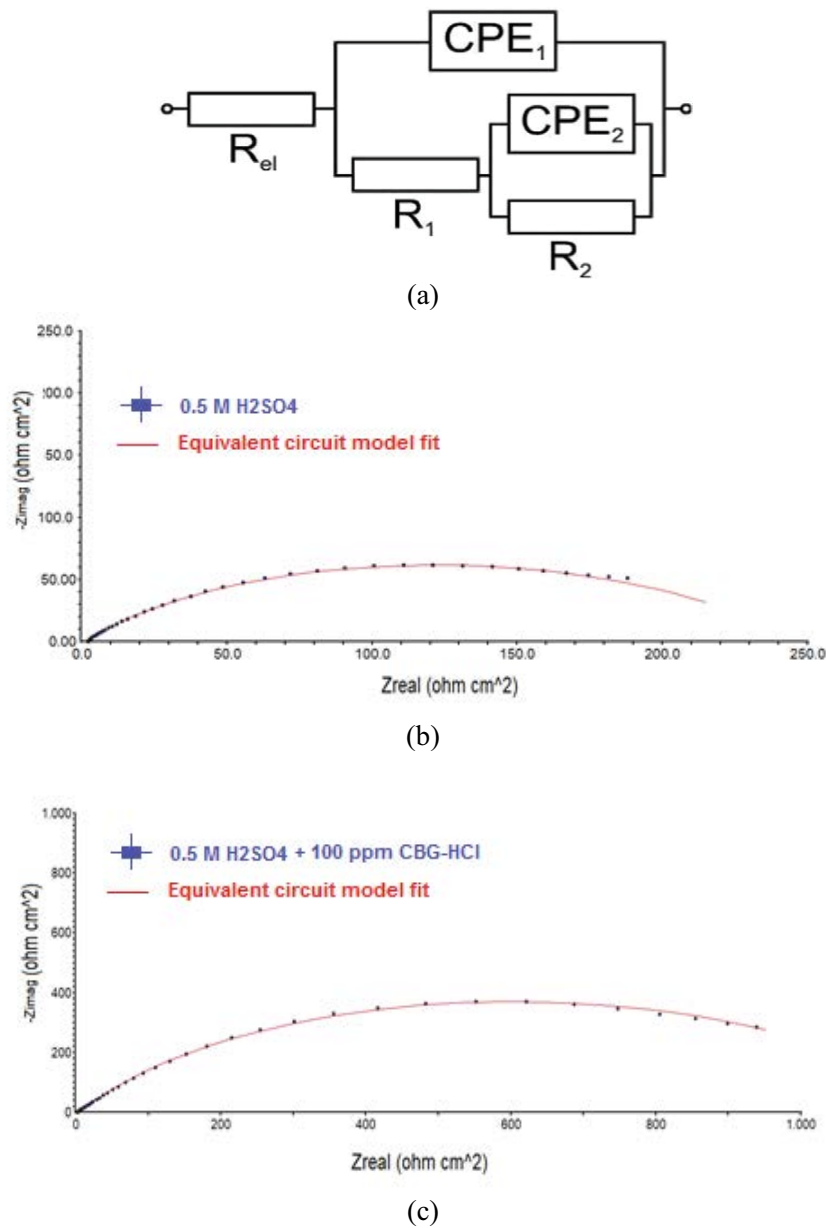 CPE1
Rel
CPE2
R1
R2
(a)
250.0
00.0
50.0
100.0
50.00
0.00
-Zimag (ohm cm^2)
0.5 M H2SO4
Equivalent circuit model fit
0.0 50.0 100.0 150.0 200.0 250.0
Zreal (ohm cm^2)
(b)
1.000
800
600
400
200
0
-Zimag (ohm cm^2)
0.5 M H2SO4 + 100 ppm CBG-HCl
Equivalent circuit model fit
0 200 400 600 800 1.000
Zreal (ohm cm^2)
(c)